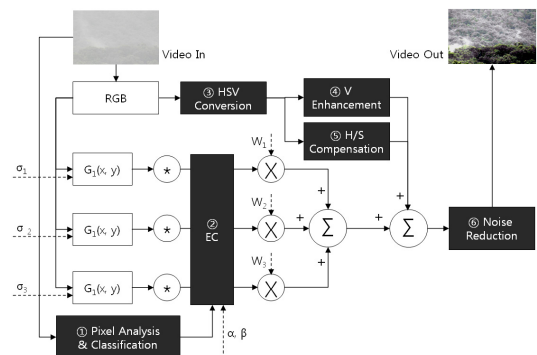 Video In
Video Out
RGB
③ HSV
Conversion
④ V
Enhancement
⑤ H/S
Compensation
W1
σ1
G1(x, y)
*
X
+
+
W2
σ2
G1(x, y)
*
② EC
X
+
Σ
+
Σ
⑥ Noise
Reduction
W3
σ3
G1(x, y)
*
X
+
① Pixel Analysis
& Classification
α, β